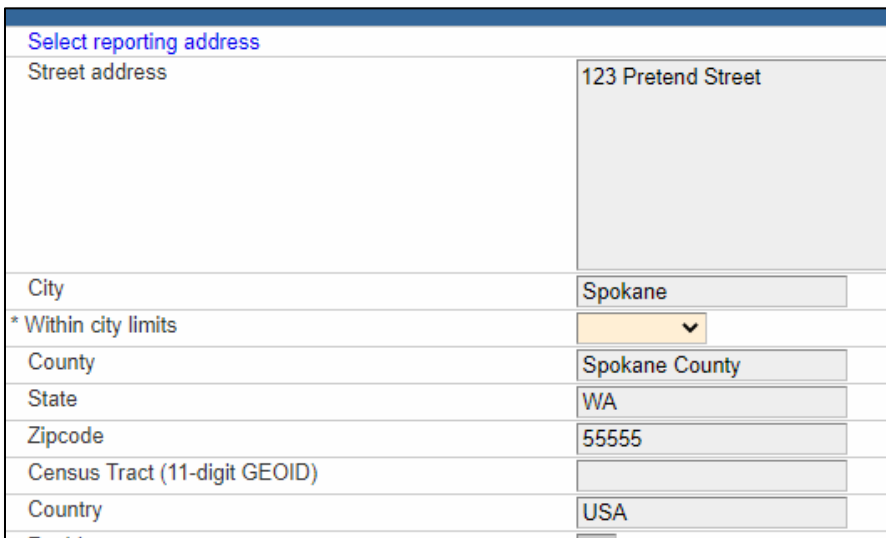 Select reporting address
Street address 123 Pretend Street
City Spokane
* Within city limits
County Spokane County
State WA
Zipcode 55555
Census Tract (11-digit GEOID)
Country USA